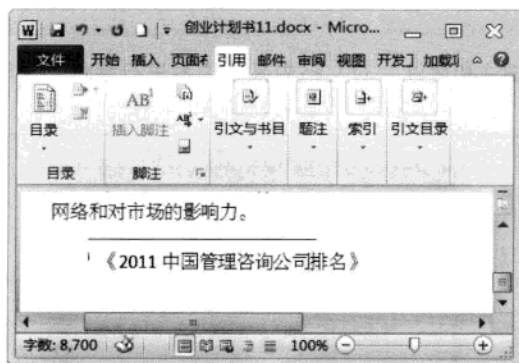 创业计划书11.docx - Micro...
文件 开始 插入 页面布 引用 邮件 审阅 视图 开发工 加载项
目录 AB¹ 插入脚注 AB 引文与书目 题注 索引 引文目录
目录 脚注
网络和对市场的影响力。
¹《2011 中国管理咨询公司排名》
字数: 8,700 100%